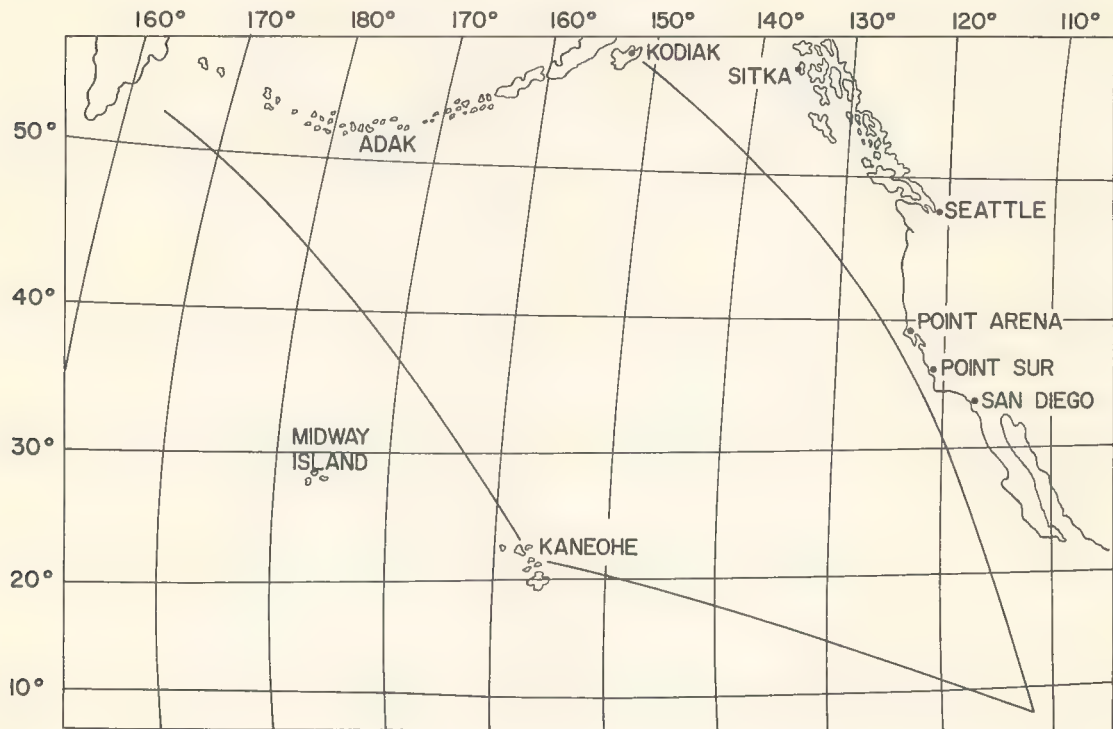 160° 170° 180° 170° 160° 150° 140° 130° 120° 110°
KODIAK
SITKA
50°
ADAK
SEATTLE
40°
POINT ARENA
POINT SUR
SAN DIEGO
30°
MIDWAY
ISLAND
KANEOHE
20°
10°